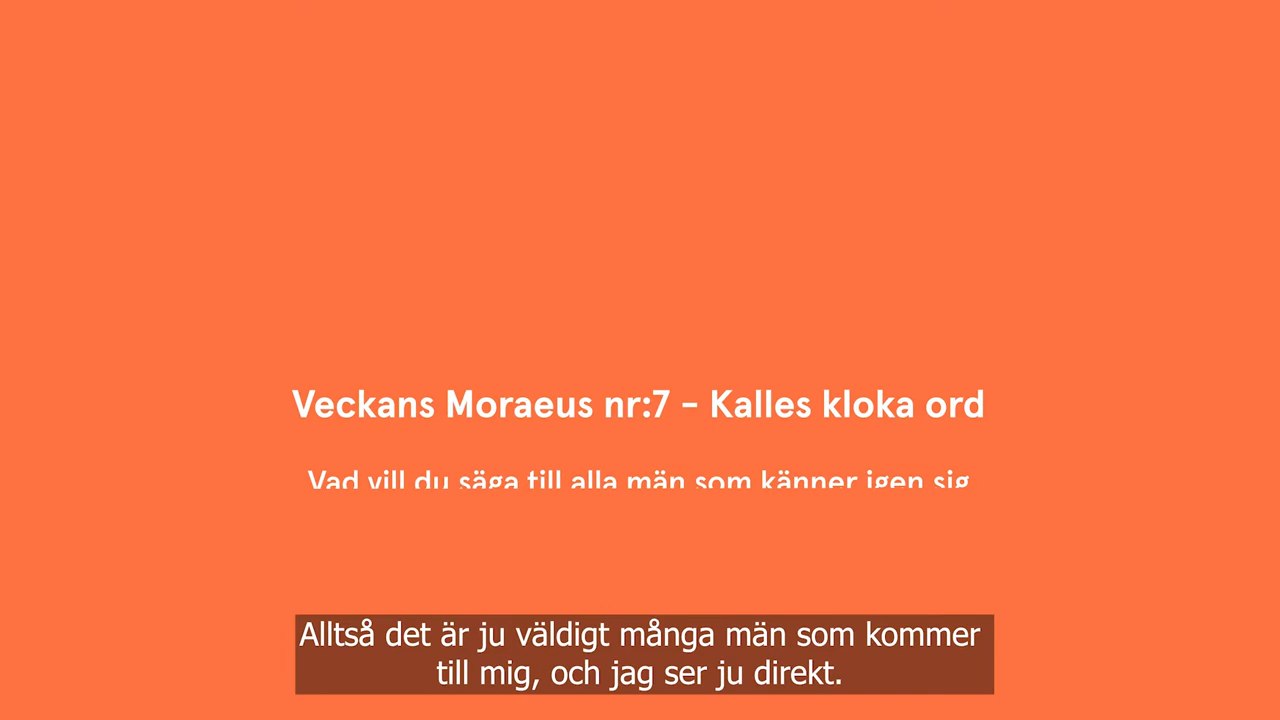 Veckans Moraeus nr:7 - Kalles kloka ord
Vad vill du säga till alla män som känner igen sig
Alltså det är ju väldigt många män som kommer
till mig, och jag ser ju direkt.